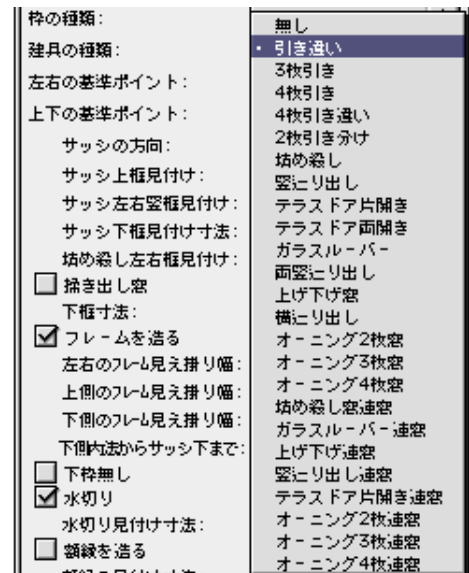 枠の種類:
建具の種類:
左右の基準ポイント:
上下の基準ポイント:
サッシの方向:
サッシ上框見付け:
サッシ左右竪框見付け:
サッシ下框見付け寸法:
嵌め殺し左右框見付け:
掃き出し窓
下框寸法:
フレームを造る
左右のフレーム見え掛り幅:
上側のフレーム見え掛り幅:
下側のフレーム見え掛り幅:
下側内法からサッシ下まで:
下枠無し
水切り
水切り見付け寸法:
額縁を造る
無し
・引き違い
3枚引き
4枚引き
4枚引き違い
2枚引き分け
嵌め殺し
竪辷り出し
テラスドア片開き
テラスドア両開き
ガラスルーバー
両竪辷り出し
上げ下げ窓
横辷り出し
オーニング2枚窓
オーニング3枚窓
オーニング4枚窓
嵌め殺し窓連窓
ガラスルーバー連窓
上げ下げ連窓
竪辷り出し連窓
テラスドア片開き連窓
オーニング2枚連窓
オーニング3枚連窓
オーニング4枚連窓